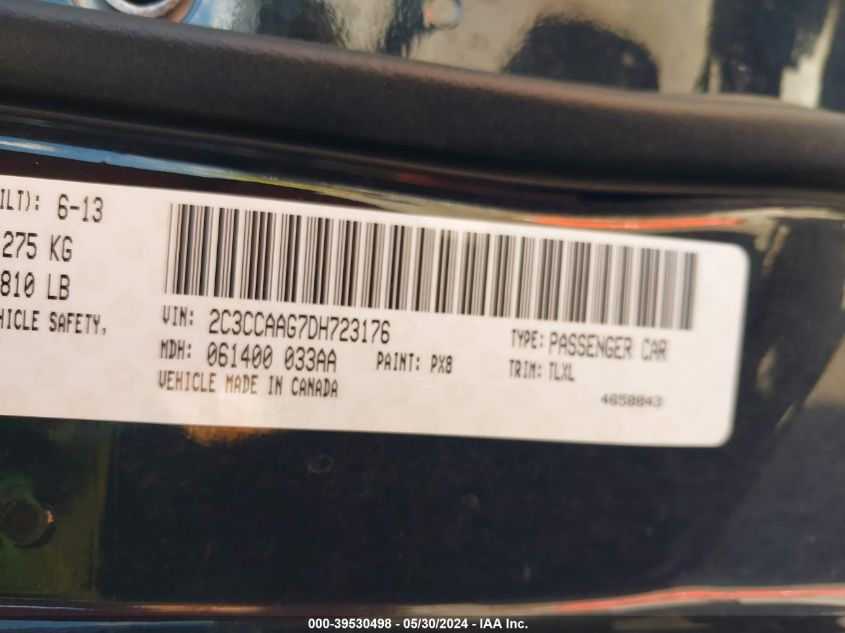 ILT): 6-13
275 KG
810 LB
HICLE SAFETY,
VIN: 2C3CCAAG7DH723176
TYPE: PASSENGER CAR
MDH: 061400 033AA
PAINT: PX8
TRIM: TLXL
VEHICLE MADE IN CANADA
4658843
000-39530498 - 05/30/2024 - IAA Inc.